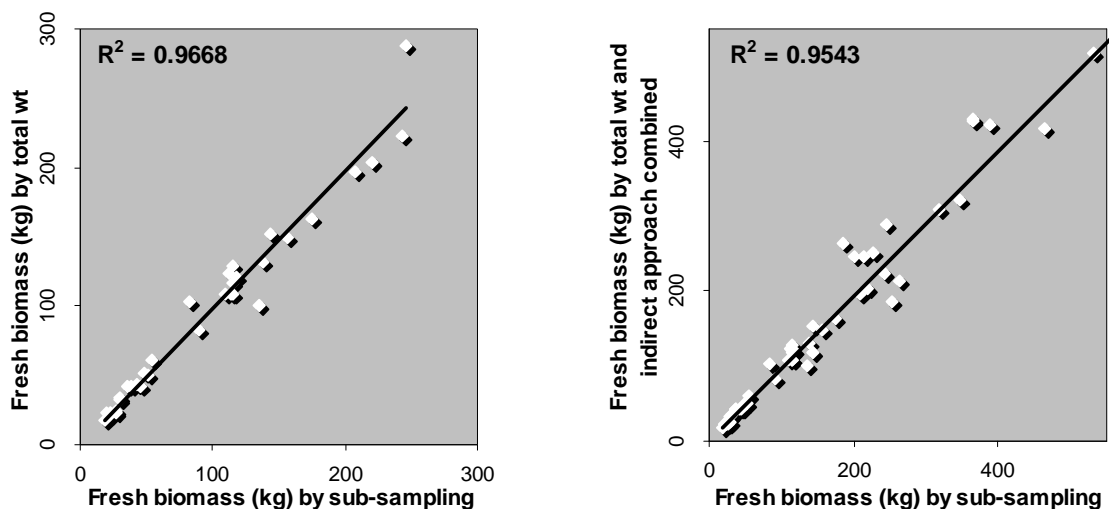 Fresh biomass (kg) by total wt
300
200
100
0
R² = 0.9668
0
100
200
300
Fresh biomass (kg) by sub-sampling
Fresh biomass (kg) by total wt and
indirect approach combined
400
200
0
R² = 0.9543
0
200
400
Fresh biomass (kg) by sub-sampling